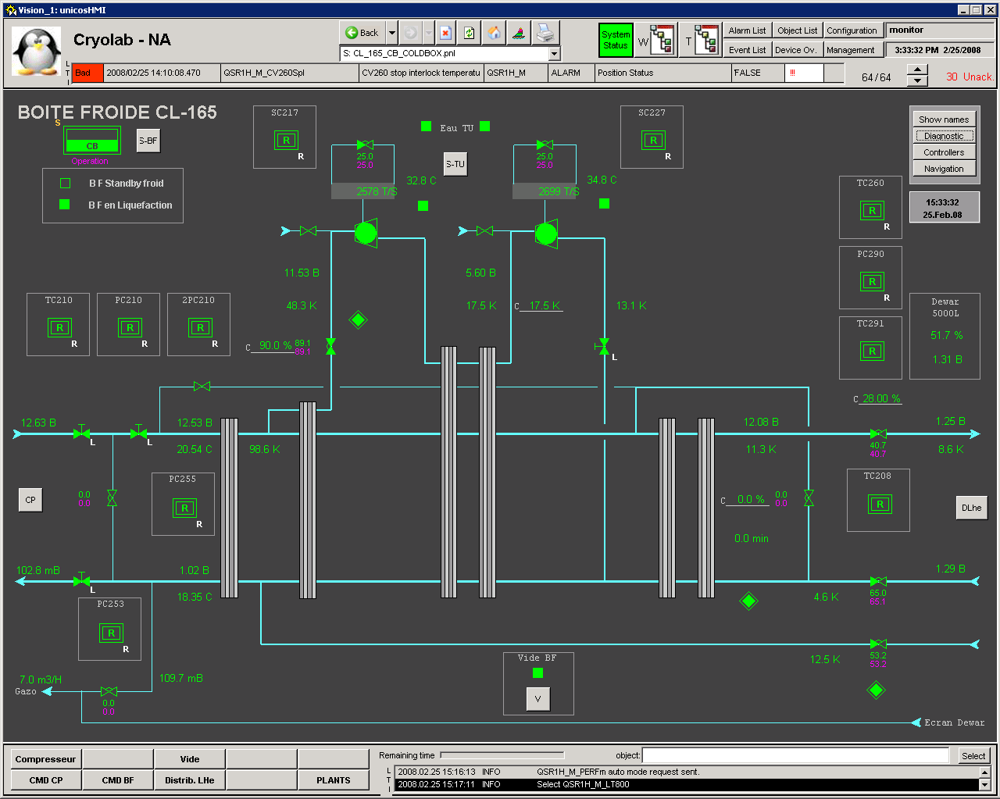 Vision_1: unicosHMI
Cryolab - NA
Back
S: CL_165_CB_COLDBOX.pnl
System Status
W
T
Alarm List
Object List
Configuration
monitor
Event List
Device Ov.
Management
3:33:32 PM 2/25/2008
L
T
I
Bad
2008/02/25 14:10:08.470
QSR1H_M_CV260Spl
CV260 stop interlock temperatu
QSR1H_M
ALARM
Position Status
FALSE
!!!
64/64
30 Unack.
BOITE FROIDE CL-165
S
CB
Operation
S-BF
B F Standby froid
B F en Liquefaction
SC217
R
R
25.0
25.0
2578 T/S
32.8 C
Eau TU
S-TU
25.0
25.0
2699 T/S
34.8 C
SC227
R
R
Show names
Diagnostic
Controllers
Navigation
15:33:32
25.Feb.08
TC260
R
R
PC290
R
R
TC291
R
Dewar
5000L
51.7 %
1.31 B
11.53 B
48.3 K
5.60 B
17.5 K
C 17.5 K
13.1 K
TC210
R
R
PC210
R
R
2PC210
R
R
C 90.0 %
89.1
89.1
L
C 28.00 %
12.63 B
L
L
12.53 B
20.54 C
98.6 K
12.08 B
11.3 K
40.7
40.7
1.25 B
8.6 K
CP
0.0
0.0
PC255
R
R
C 0.0 %
0.0
0.0
0.0 min
TC208
R
DLhe
102.8 mB
L
1.02 B
18.35 C
4.6 K
1.29 B
65.0
65.1
PC253
R
R
12.5 K
53.2
53.2
7.0 m3/H
Gazo
0.0
0.0
109.7 mB
Vide BF
V
Ecran Dewar
Compresseur
Vide
CMD CP
CMD BF
Distrib. LHe
PLANTS
Remaining time
object:
Select
L
T
I
2008.02.25 15:16:13 INFO QSR1H_M_PERFm auto mode request sent.
2008.02.25 15:17:11 INFO Select QSR1H_M_LT800